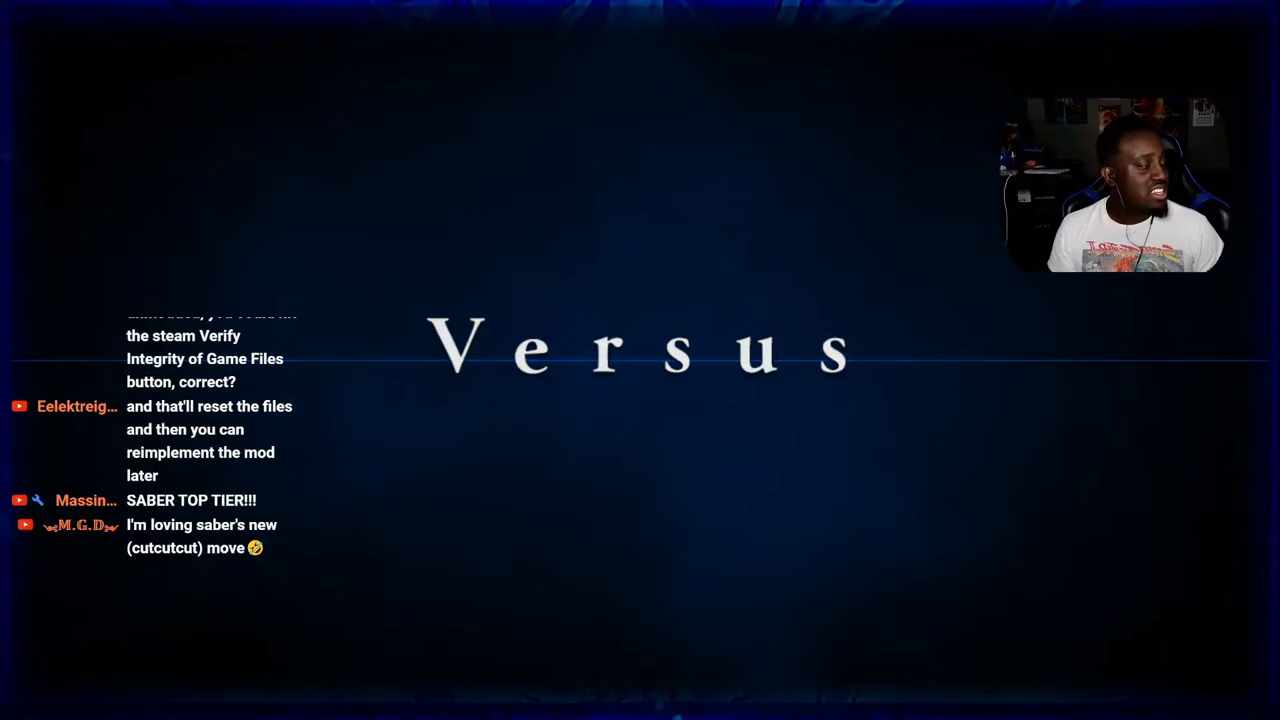 the steam Verify
Integrity of Game Files
button, correct?
Eelektreig... and that'll reset the files
and then you can
reimplement the mod
later
Massin... SABER TOP TIER!!!
M.G.D I'm loving saber's new
(cutcutcut) move🤣
Versus